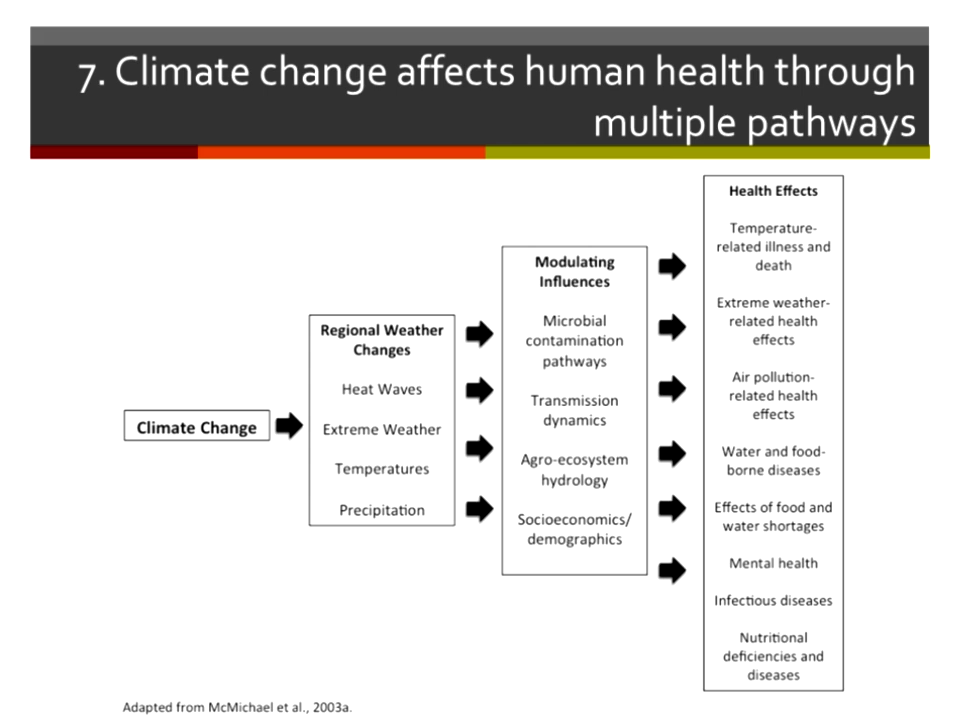 7. Climate change affects human health through
multiple pathways
Climate Change
Regional Weather
Changes
Heat Waves
Extreme Weather
Temperatures
Precipitation
Modulating
Influences
Microbial
contamination
pathways
Transmission
dynamics
Agro-ecosystem
hydrology
Socioeconomics/
demographics
Health Effects
Temperature-
related illness and
death
Extreme weather-
related health
effects
Air pollution-
related health
effects
Water and food-
borne diseases
Effects of food and
water shortages
Mental health
Infectious diseases
Nutritional
deficiencies and
diseases
Adapted from McMichael et al., 2003a.